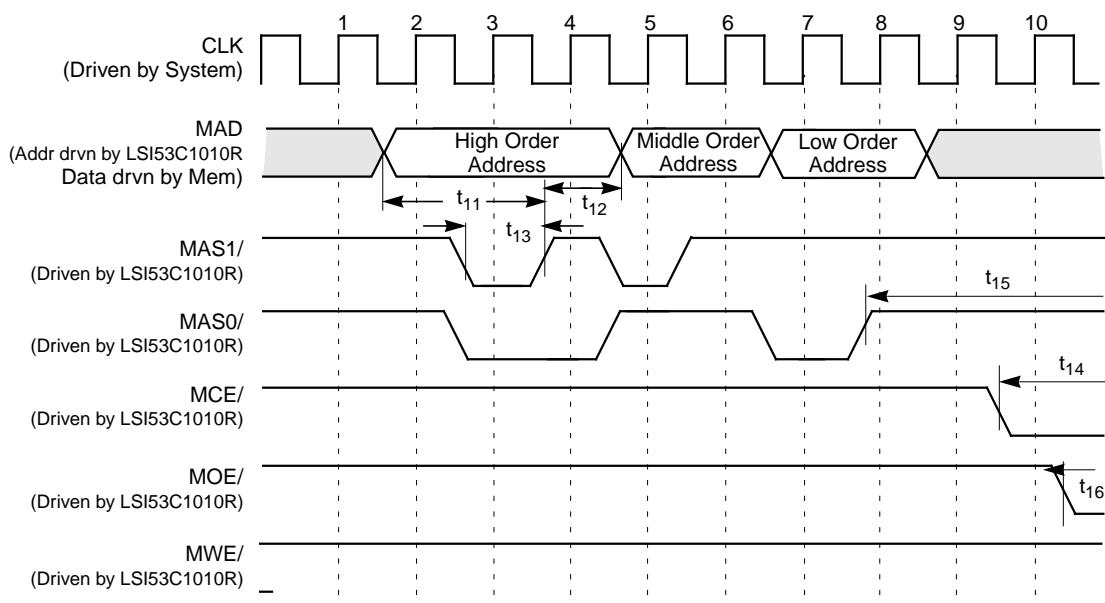 1 2 3 4 5 6 7 8 9 10
CLK
(Driven by System)
MAD
(Addr drvn by LSI53C1010R
Data drvn by Mem)
High Order
Address
Middle Order
Address
Low Order
Address
t11
t12
t13
MAS1/
(Driven by LSI53C1010R)
t15
MAS0/
(Driven by LSI53C1010R)
t14
MCE/
(Driven by LSI53C1010R)
MOE/
(Driven by LSI53C1010R)
t16
MWE/
(Driven by LSI53C1010R)